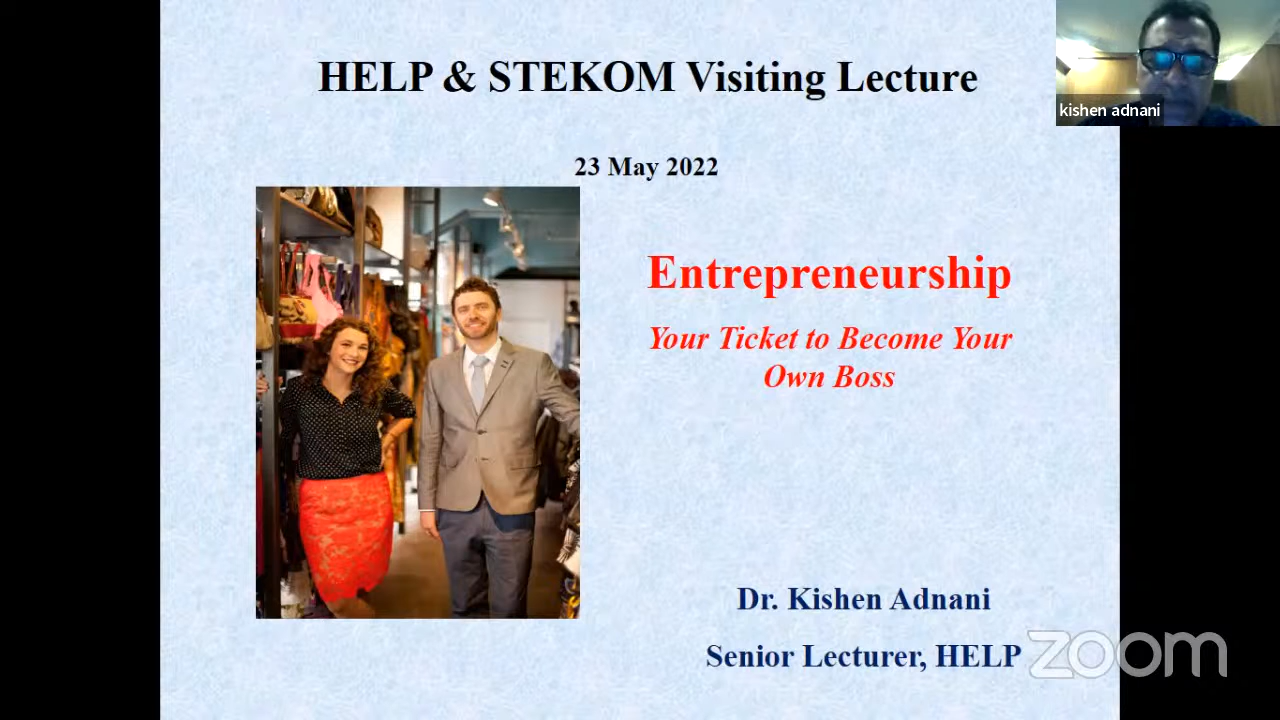 HELP & STEKOM Visiting Lecture
kishen adnani
23 May 2022
Entrepreneurship
Your Ticket to Become Your
Own Boss
Dr. Kishen Adnani
Senior Lecturer, HELP
zoom